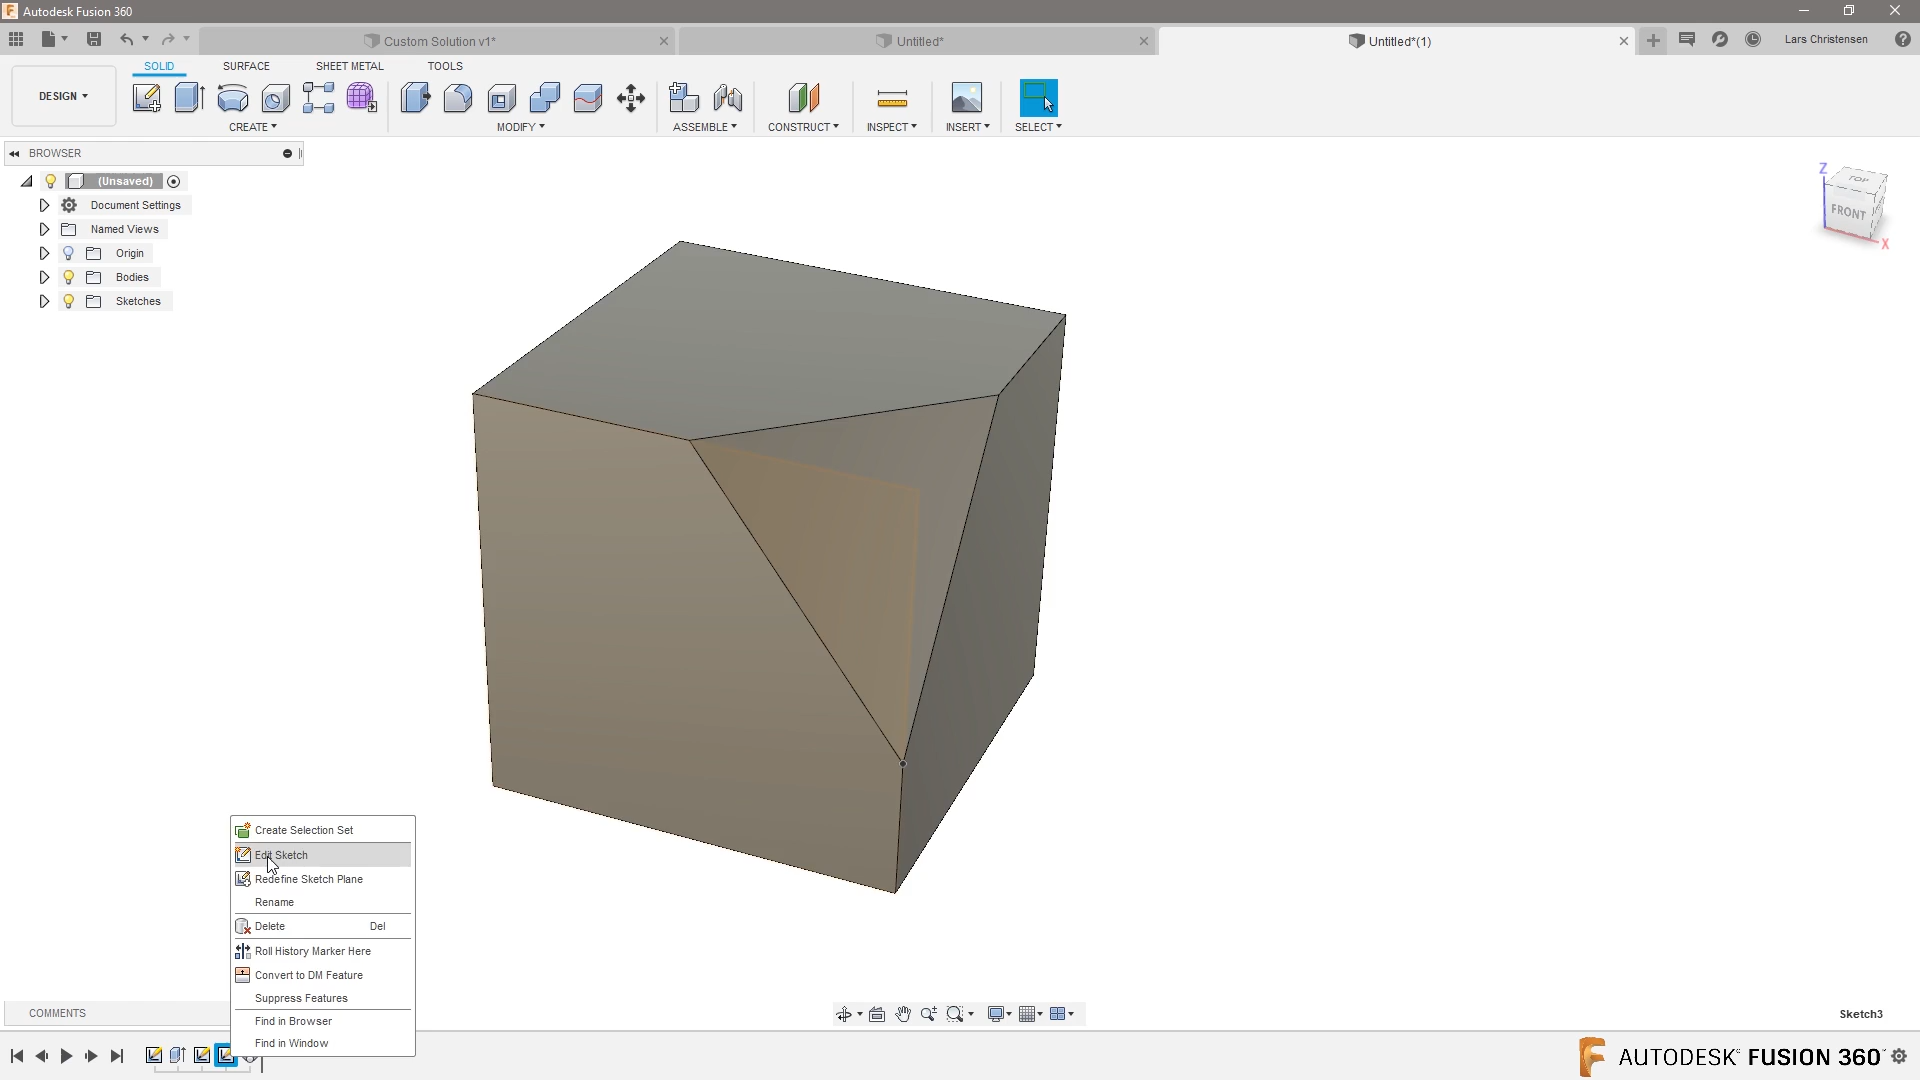 Autodesk Fusion 360
Custom Solution v1*
Untitled*
Untitled*(1)
Lars Christensen
DESIGN
SOLID
SURFACE
SHEET METAL
TOOLS
CREATE
MODIFY
ASSEMBLE
CONSTRUCT
INSPECT
INSERT
SELECT
BROWSER
(Unsaved)
Document Settings
Named Views
Origin
Bodies
Sketches
Z
TOP
FRONT
X
Create Selection Set
Edit Sketch
Redefine Sketch Plane
Rename
Delete Del
Roll History Marker Here
Convert to DM Feature
Suppress Features
Find in Browser
Find in Window
COMMENTS
Sketch3
AUTODESK® FUSION 360™